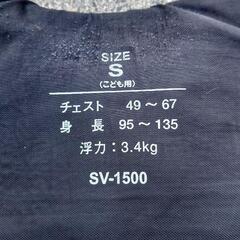 SIZE
S
(こども用)
チェスト 49～67
身長 95～135
浮力：3.4kg
SV-1500